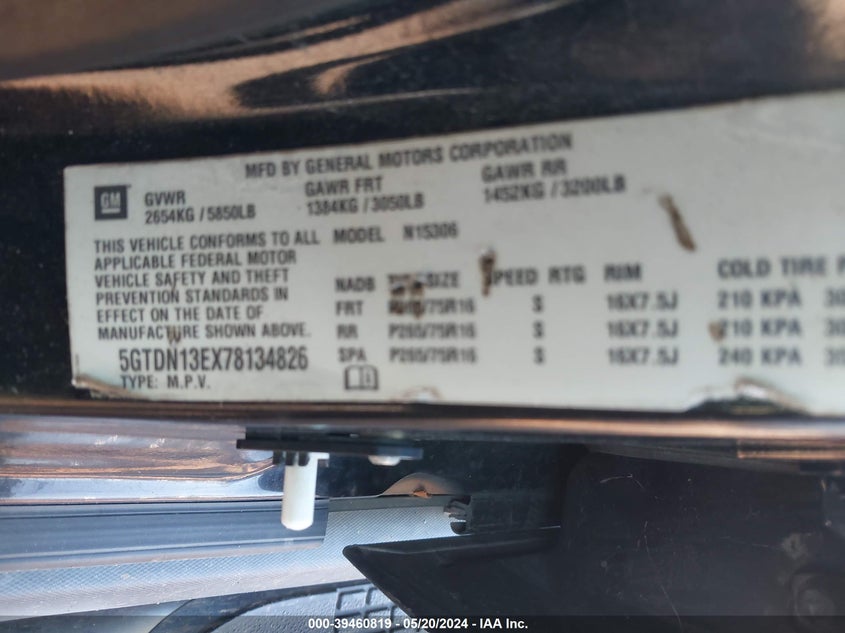 MFD BY GENERAL MOTORS CORPORATION
GM
GVWR GAWR FRT GAWR RR
2654KG / 5850LB 1384KG / 3050LB 1452KG / 3200LB
THIS VEHICLE CONFORMS TO ALL
APPLICABLE FEDERAL MOTOR
VEHICLE SAFETY AND THEFT
PREVENTION STANDARDS IN
EFFECT ON THE DATE OF
MANUFACTURE SHOWN ABOVE.
5GTDN13EX78134826
TYPE: M.P.V.
MODEL N15306
NADB SIZE SPEED RTG RIM COLD TIRE
FRT S 16X7.5J 210 KPA
RR P265/75R16 S 16X7.5J 210 KPA
SPA P265/75R16 S 16X7.5J 240 KPA
000-39460819 - 05/20/2024 - IAA Inc.